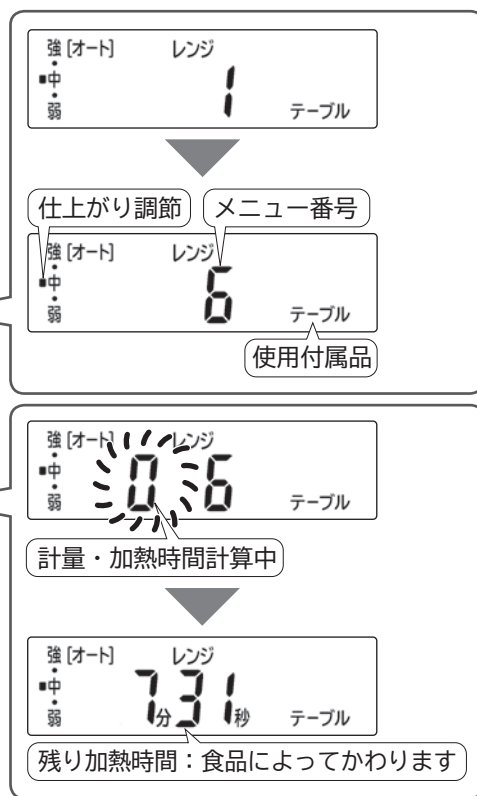 強 [オート] レンジ
中 1
弱 テーブル
仕上がり調節 メニュー番号
強 [オート] レンジ
中 6
弱 テーブル
使用付属品
強 [オート] レンジ
中 0 6
弱 テーブル
計量・加熱時間計算中
強 [オート] レンジ
中 7分31秒
弱 テーブル
残り加熱時間:食品によってかわります